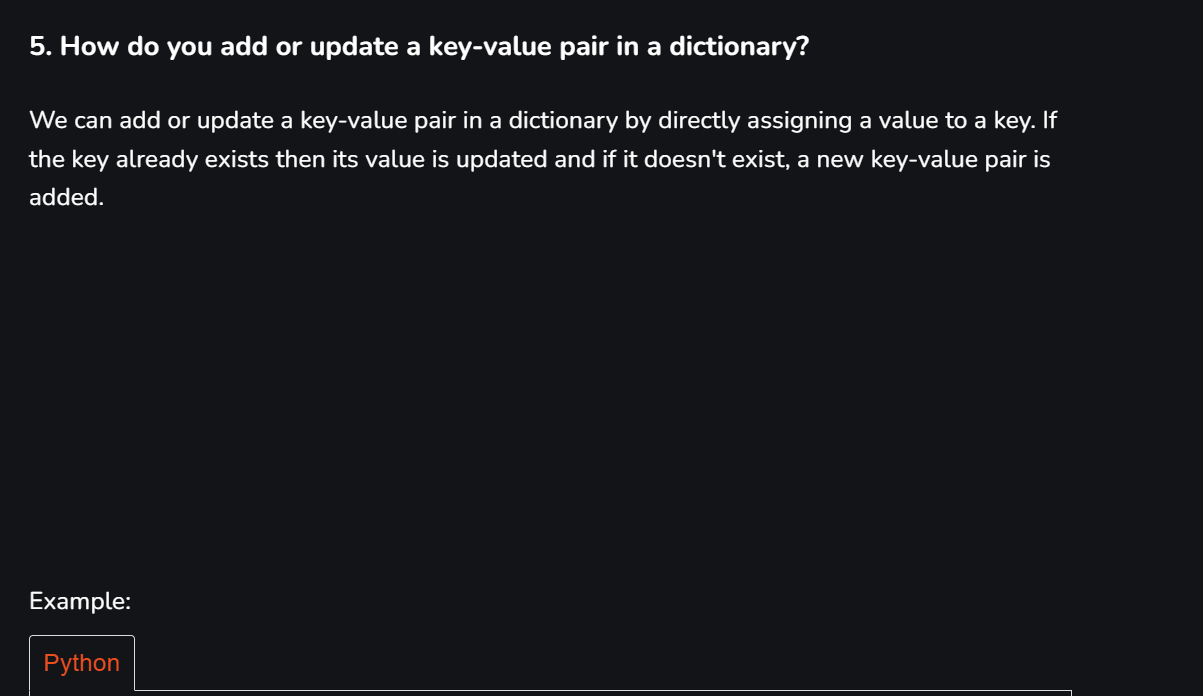 5. How do you add or update a key-value pair in a dictionary?
We can add or update a key-value pair in a dictionary by directly assigning a value to a key. If
the key already exists then its value is updated and if it doesn't exist, a new key-value pair is
added.
Example:
Python